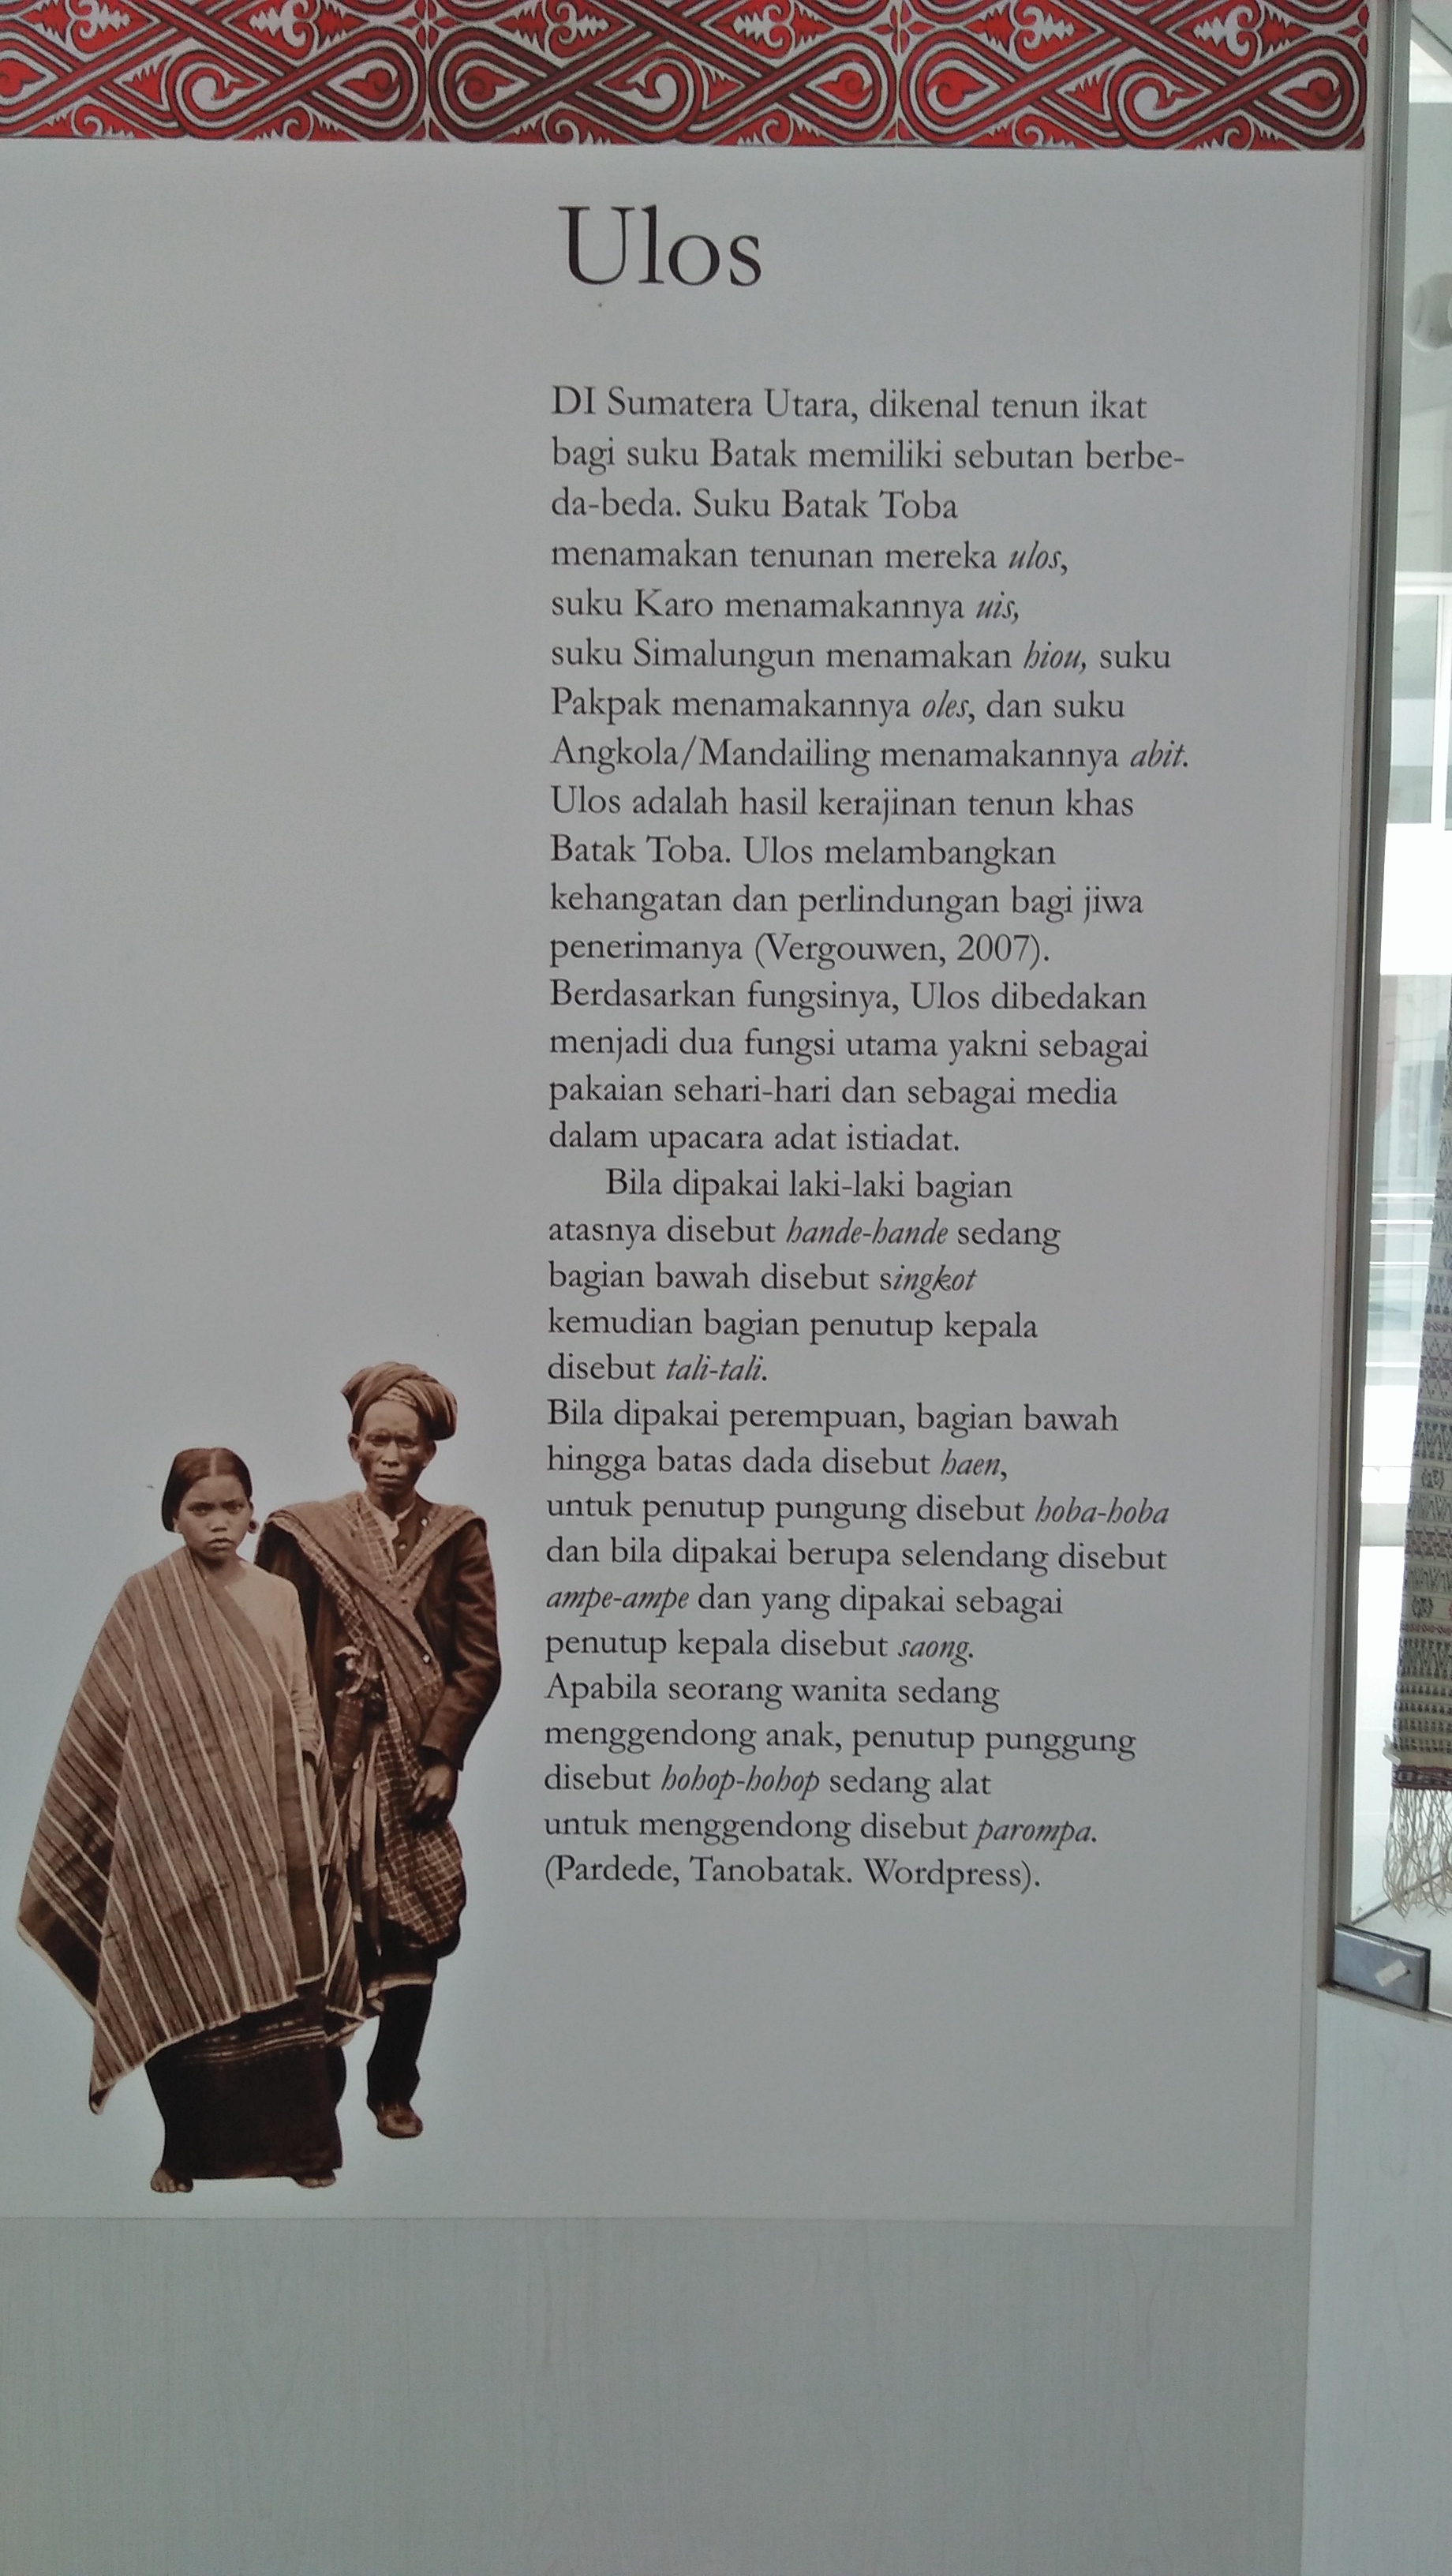 Ulos
DI Sumatera Utara, dikenal tenun ikat
bagi suku Batak memiliki sebutan berbe-
da-beda. Suku Batak Toba
menamakan tenunan mereka ulos,
suku Karo menamakannya uis,
suku Simalungun menamakan hiou, suku
Pakpak menamakannya oles, dan suku
Angkola/Mandailing menamakannya abit.
Ulos adalah hasil kerajinan tenun khas
Batak Toba. Ulos melambangkan
kehangatan dan perlindungan bagi jiwa
penerimanya (Vergouwen, 2007).
Berdasarkan fungsinya, Ulos dibedakan
menjadi dua fungsi utama yakni sebagai
pakaian sehari-hari dan sebagai media
dalam upacara adat istiadat.
Bila dipakai laki-laki bagian
atasnya disebut hande-hande sedang
bagian bawah disebut singkot
kemudian bagian penutup kepala
disebut tali-tali.
Bila dipakai perempuan, bagian bawah
hingga batas dada disebut haen,
untuk penutup pungung disebut hoba-hoba
dan bila dipakai berupa selendang disebut
ampe-ampe dan yang dipakai sebagai
penutup kepala disebut saong.
Apabila seorang wanita sedang
menggendong anak, penutup punggung
disebut hohop-hohop sedang alat
untuk menggendong disebut parompa.
(Pardede, Tanobatak. Wordpress).